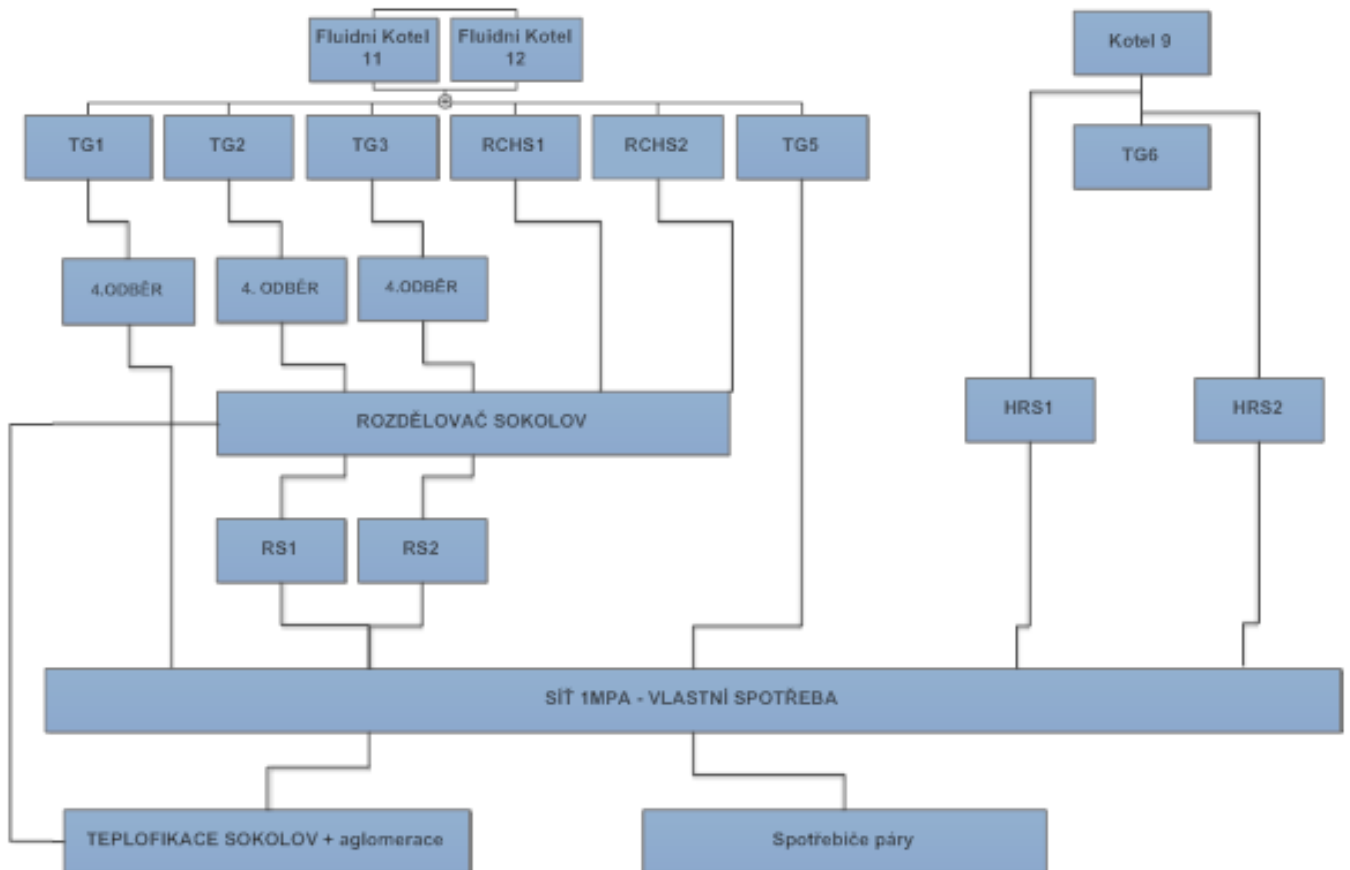 Fluidni Kotel
11
Fluidni Kotel
12
Kotel 9
TG1
TG2
TG3
RCHS1
RCHS2
TG5
TG6
4.ODBĚR
4. ODBĚR
4.ODBĚR
HRS1
HRS2
ROZDĚLOVAČ SOKOLOV
RS1
RS2
SÍŤ 1MPA - VLASTNÍ SPOTŘEBA
TEPLOFIKACE SOKOLOV + aglomerace
Spotřebiče páry